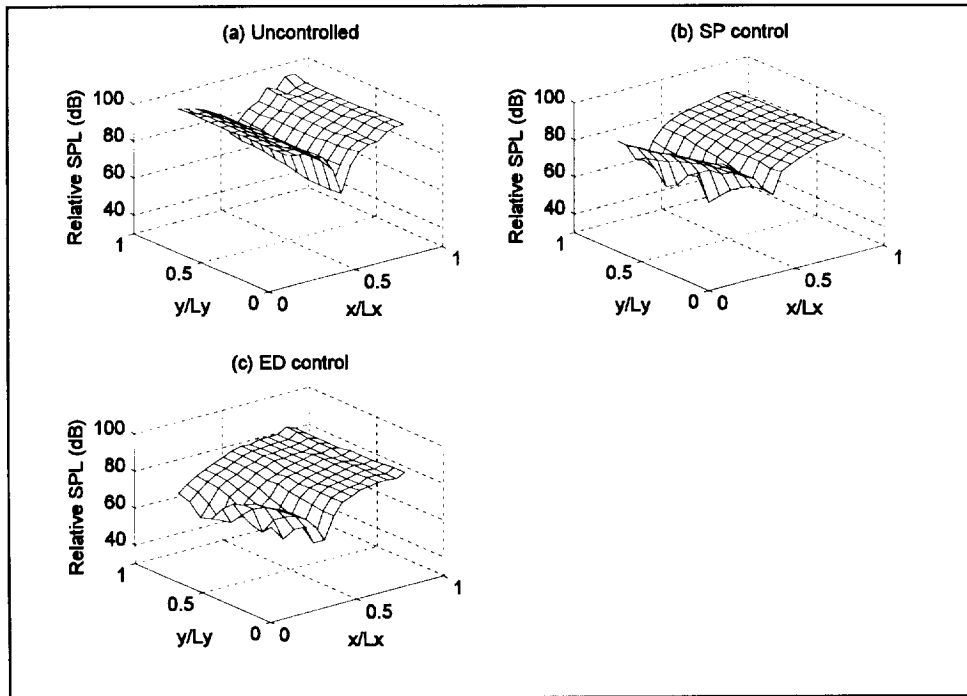 (a) Uncontrolled
Relative SPL (dB)
100
80
60
40
1
0.5
0
y/Ly
0
0.5
1
x/Lx
(b) SP control
Relative SPL (dB)
100
80
60
40
1
0.5
0
y/Ly
0
0.5
1
x/Lx
(c) ED control
Relative SPL (dB)
100
80
60
40
1
0.5
0
y/Ly
0
0.5
1
x/Lx